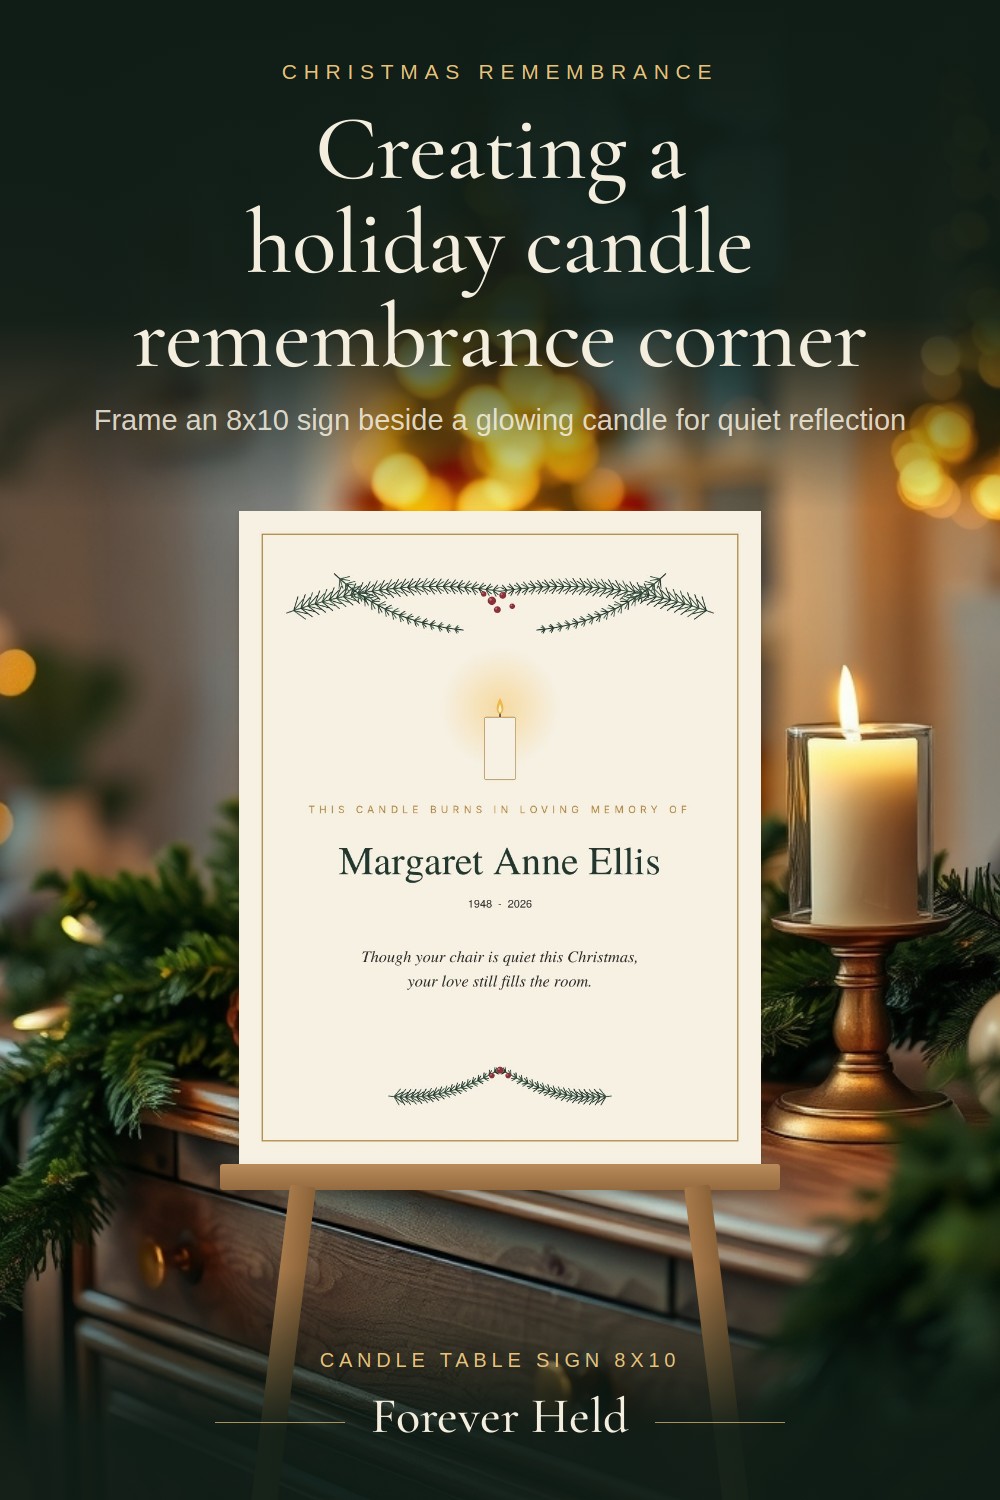 CHRISTMAS REMEMBRANCE
Creating a
holiday candle
remembrance corner
Frame an 8x10 sign beside a glowing candle for quiet reflection
THIS CANDLE BURNS IN LOVING MEMORY OF
Margaret Anne Ellis
1948 - 2026
Though your chair is quiet this Christmas,
your love still fills the room.
CANDLE TABLE SIGN 8X10
Forever Held